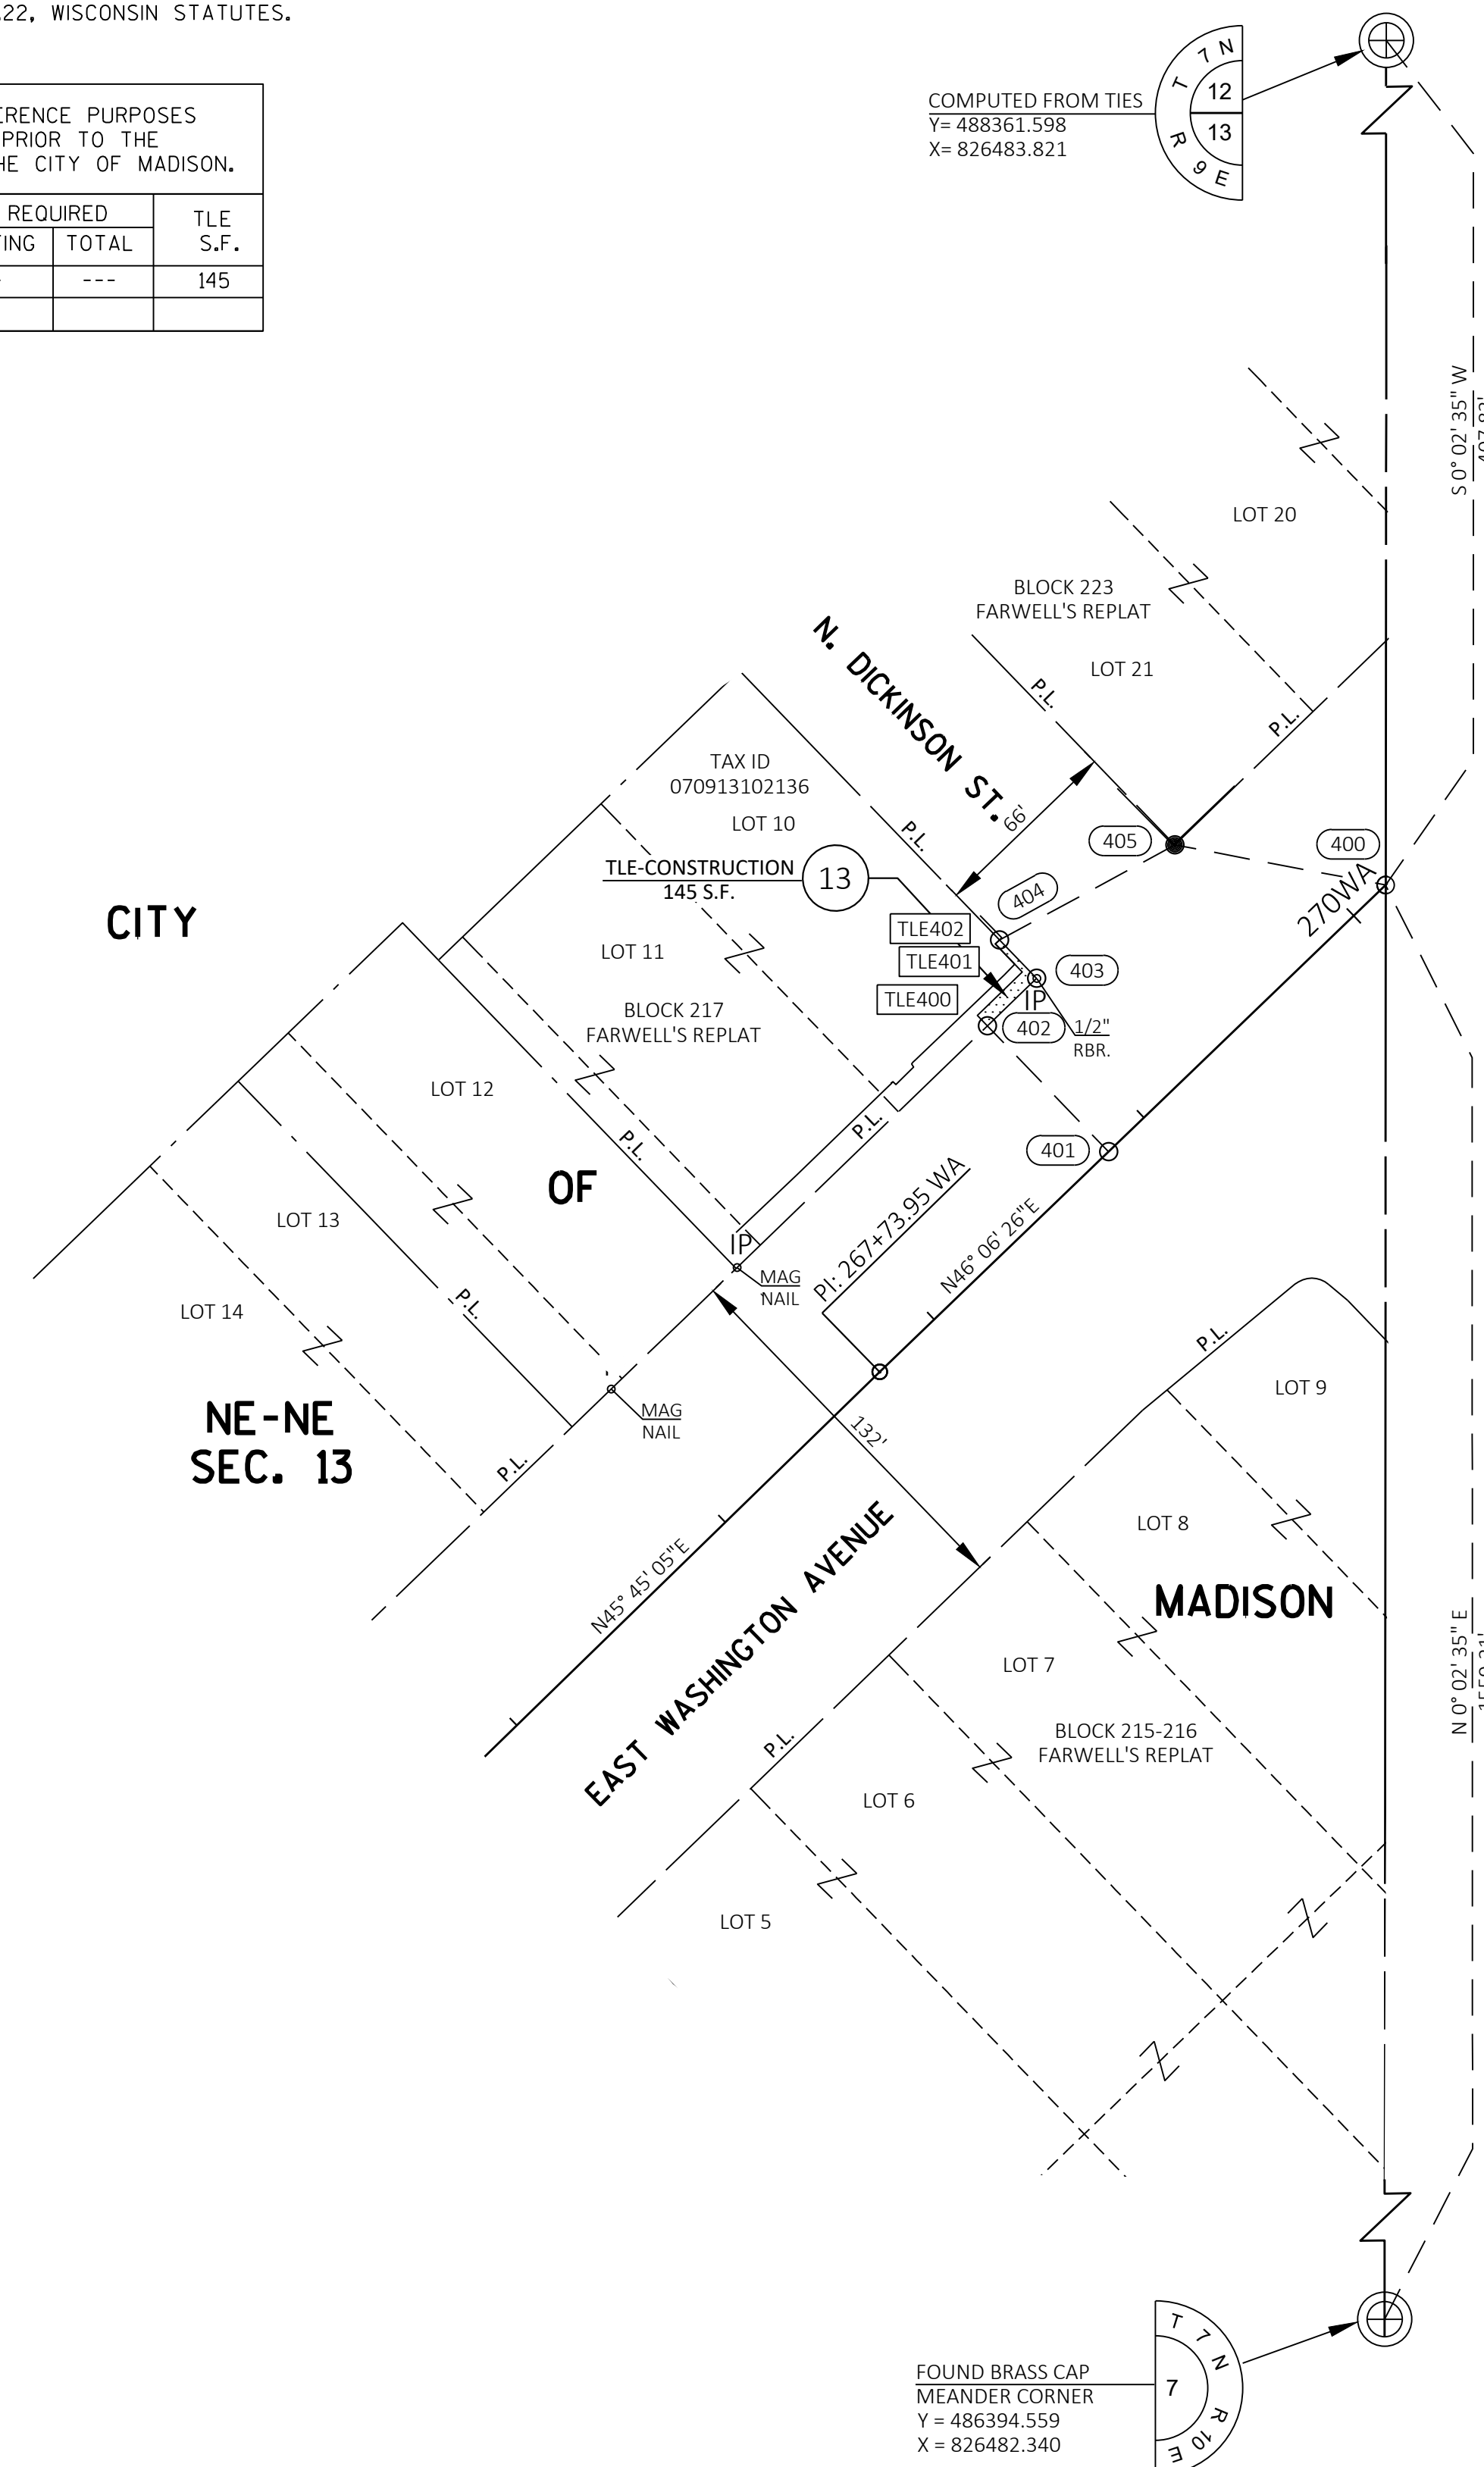 .22, WISCONSIN STATUTES.
ERENCE PURPOSES
PRIOR TO THE
HE CITY OF MADISON.
REQUIRED
TLE
S.F.
TING
TOTAL
---
145
COMPUTED FROM TIES
Y= 488361.598
X= 826483.821
T 7 N
12
13
R 9 E
S 0° 02' 35" W
LOT 20
BLOCK 223
FARWELL'S REPLAT
LOT 21
P.L.
P.L.
N. DICKINSON ST.
66'
TAX ID
070913102136
LOT 10
P.L.
405
400
TLE-CONSTRUCTION
145 S.F.
13
404
270WA
CITY
TLE402
LOT 11
TLE401
403
TLE400
IP
BLOCK 217
FARWELL'S REPLAT
402
1/2"
RBR.
LOT 12
P.L.
P.L.
401
OF
LOT 13
PI: 267+73.95 WA
N46° 06' 26"E
IP
MAG
NAIL
LOT 14
P.L.
P.L.
LOT 9
NE-NE
SEC. 13
MAG
NAIL
132'
P.L.
LOT 8
N45° 45' 05"E
EAST WASHINGTON AVENUE
MADISON
LOT 7
N 0° 02' 35" E
BLOCK 215-216
FARWELL'S REPLAT
P.L.
LOT 6
LOT 5
FOUND BRASS CAP
MEANDER CORNER
Y = 486394.559
X = 826482.340
T 7 N
7
R 10 E